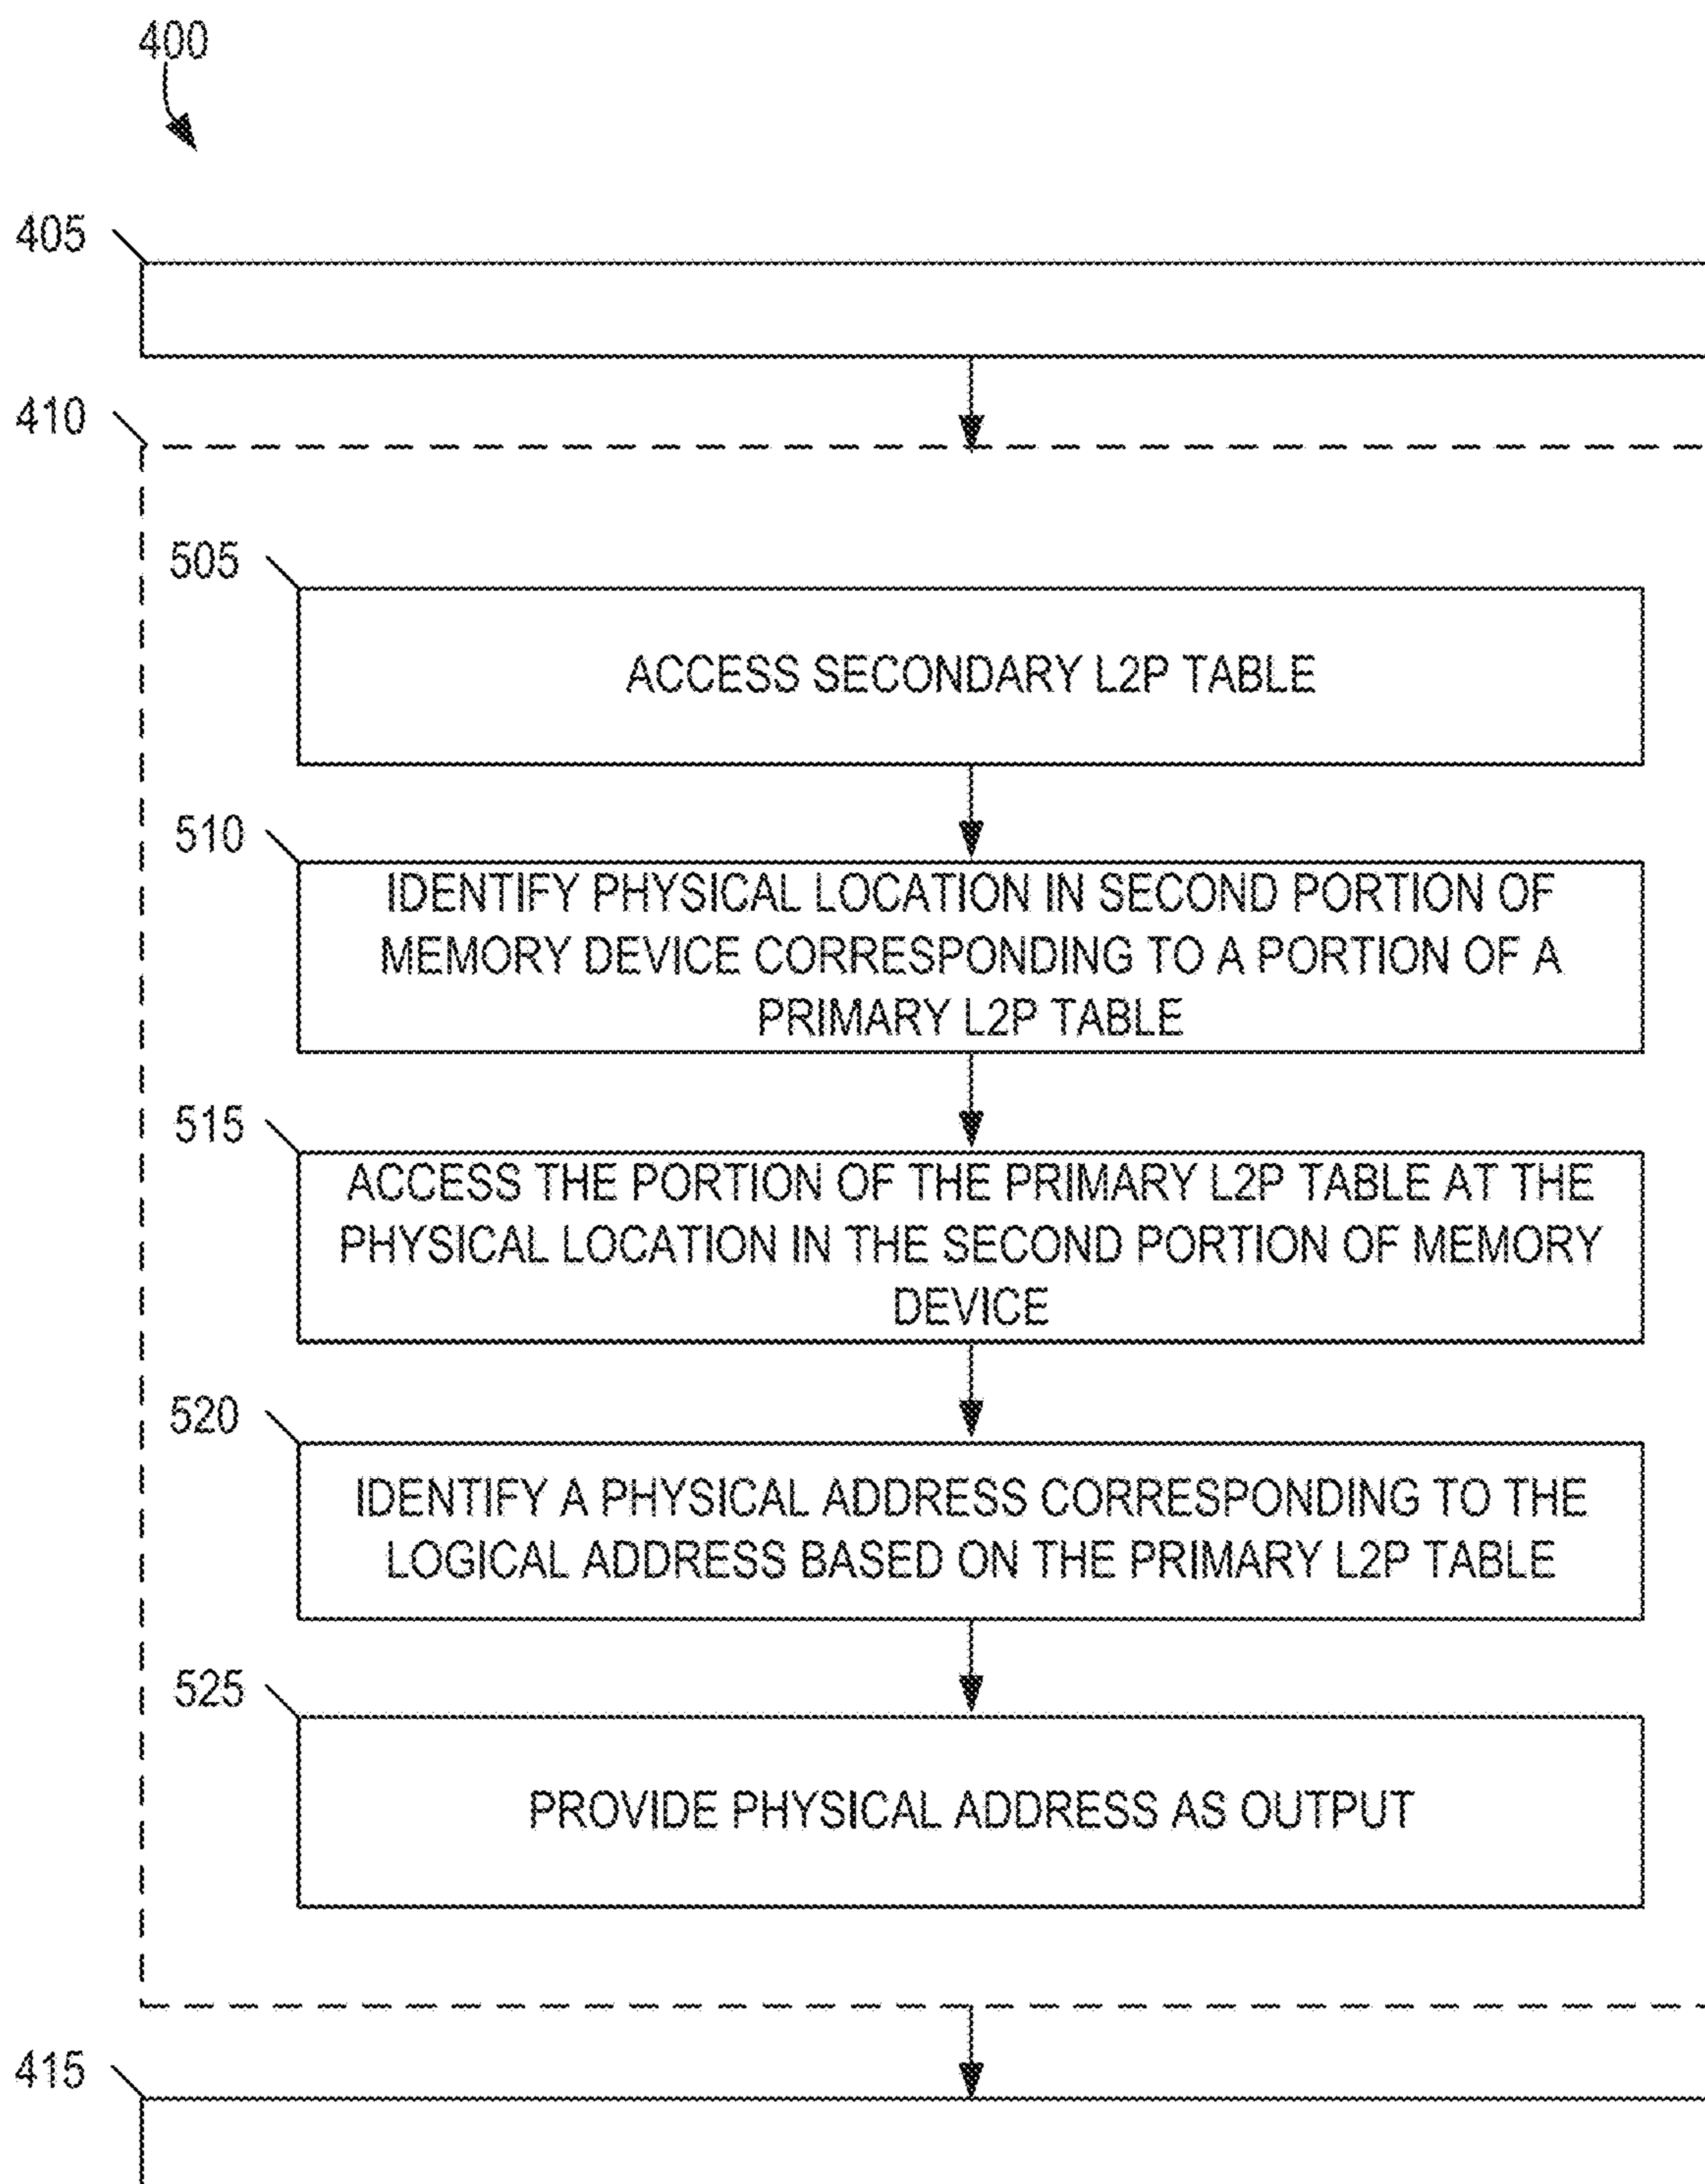 400
405
410
505
ACCESS SECONDARY L2P TABLE
510
IDENTIFY PHYSICAL LOCATION IN SECOND PORTION OF
MEMORY DEVICE CORRESPONDING TO A PORTION OF A
PRIMARY L2P TABLE
515
ACCESS THE PORTION OF THE PRIMARY L2P TABLE AT THE
PHYSICAL LOCATION IN THE SECOND PORTION OF MEMORY
DEVICE
520
IDENTIFY A PHYSICAL ADDRESS CORRESPONDING TO THE
LOGICAL ADDRESS BASED ON THE PRIMARY L2P TABLE
525
PROVIDE PHYSICAL ADDRESS AS OUTPUT
415